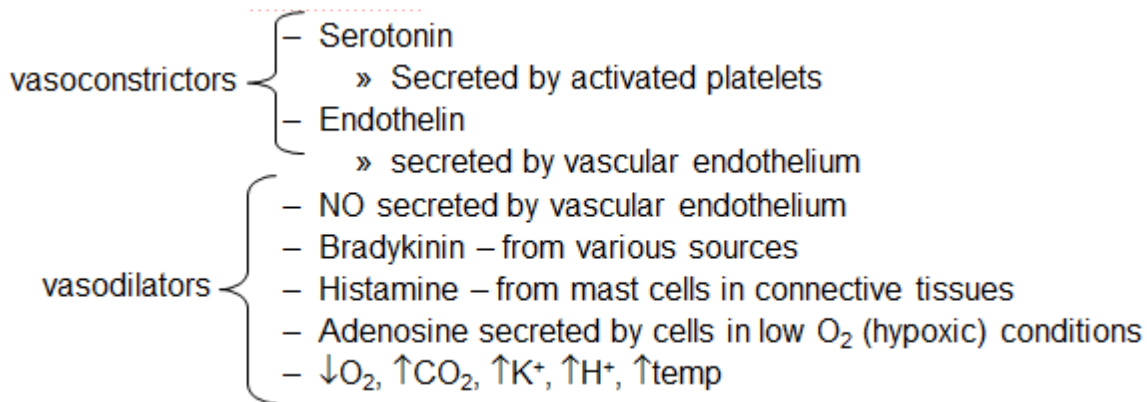 – Serotonin
vasoconstrictors
» Secreted by activated platelets
– Endothelin
» secreted by vascular endothelium
– NO secreted by vascular endothelium
– Bradykinin – from various sources
vasodilators
– Histamine – from mast cells in connective tissues
– Adenosine secreted by cells in low O₂ (hypoxic) conditions
– ↓O₂, ↑CO₂, ↑K⁺, ↑H⁺, ↑temp